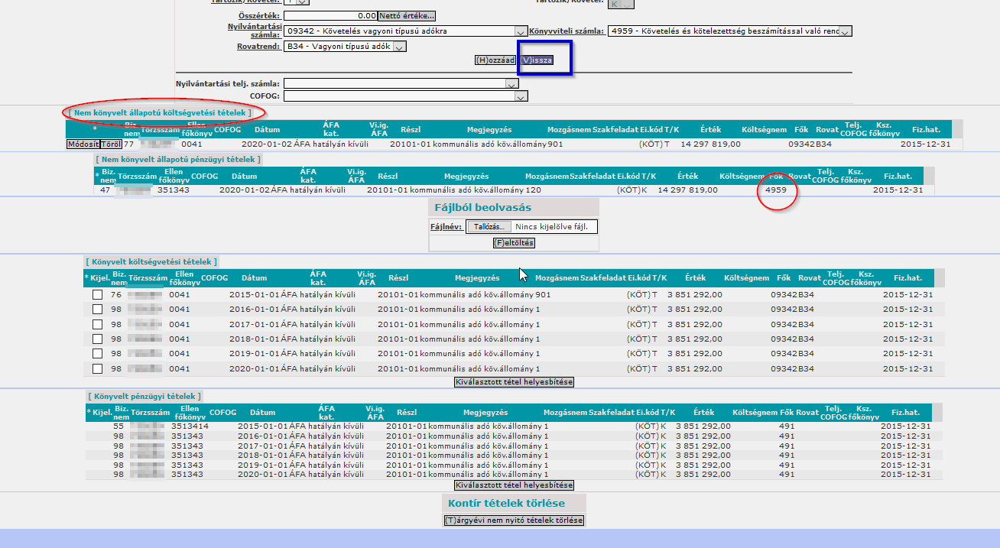 Tartozik/Követel: T Tartozik/Követel: K
Összérték: 0.00 Nettó értéke...
Nyilvántartási számla: 09342 - Követelés vagyoni típusú adókra Könyvviteli számla: 4959 - Követelés és kötelezettség beszámítással való rend
Rovatrend: B34 - Vagyoni típusú adók
(H)ozzáad (V)issza
Nyilvántartási telj. számla:
COFOG:
[ Nem könyvelt állapotú költségvetési tételek ]
* Biz. nem Törzsszám Ellen főkönyv COFOG Dátum ÁFA kat. Vi.ig. ÁFA Részl Megjegyzés Mozgásnem Szakfeladat Ei.kód T/K Érték Költségnem Fők Rovat Telj. COFOG Ksz. főkönyv Fiz.hat.
Módosít Töröl 77 0041 2020-01-02 ÁFA hatályán kívüli 20101-01 kommunális adó köv.állomány 901 (KÖT) T 14 297 819,00 09342 B34 2015-12-31
[ Nem könyvelt állapotú pénzügyi tételek ]
* Biz. nem Törzsszám Ellen főkönyv COFOG Dátum ÁFA kat. Vi.ig. ÁFA Részl Megjegyzés Mozgásnem Szakfeladat Ei.kód T/K Érték Költségnem Fők Rovat Telj. COFOG Ksz. főkönyv Fiz.hat.
47 351343 2020-01-02 ÁFA hatályán kívüli 20101-01 kommunális adó köv.állomány 120 (KÖT) K 14 297 819,00 4959 2015-12-31
Fájlból beolvasás
Fájlnév: Tallózás... Nincs kijelölve fájl.
(F)eltöltés
[ Könyvelt költségvetési tételek ]
* Kijel. Biz. nem Törzsszám Ellen főkönyv COFOG Dátum ÁFA kat. Vi.ig. ÁFA Részl Megjegyzés Mozgásnem Szakfeladat Ei.kód T/K Érték Költségnem Fők Rovat Telj. COFOG Ksz. főkönyv Fiz.hat.
76 0041 2015-01-01 ÁFA hatályán kívüli 20101-01 kommunális adó köv.állomány 901 (KÖT) T 3 851 292,00 09342 B34 2015-12-31
98 0041 2016-01-01 ÁFA hatályán kívüli 20101-01 kommunális adó köv.állomány 1 (KÖT) T 3 851 292,00 09342 B34 2015-12-31
98 0041 2017-01-01 ÁFA hatályán kívüli 20101-01 kommunális adó köv.állomány 1 (KÖT) T 3 851 292,00 09342 B34 2015-12-31
98 0041 2018-01-01 ÁFA hatályán kívüli 20101-01 kommunális adó köv.állomány 1 (KÖT) T 3 851 292,00 09342 B34 2015-12-31
98 0041 2019-01-01 ÁFA hatályán kívüli 20101-01 kommunális adó köv.állomány 1 (KÖT) T 3 851 292,00 09342 B34 2015-12-31
98 0041 2020-01-01 ÁFA hatályán kívüli 20101-01 kommunális adó köv.állomány 1 (KÖT) T 3 851 292,00 09342 B34 2015-12-31
Kiválasztott tétel helyesbítése
[ Könyvelt pénzügyi tételek ]
* Kijel. Biz. nem Törzsszám Ellen főkönyv COFOG Dátum ÁFA kat. Vi.ig. ÁFA Részl Megjegyzés Mozgásnem Szakfeladat Ei.kód T/K Érték Költségnem Fők Rovat Telj. COFOG Ksz. főkönyv Fiz.hat.
55 3513414 2015-01-01 ÁFA hatályán kívüli 20101-01 kommunális adó köv.állomány 1 (KÖT) K 3 851 292,00 491 2015-12-31
98 351343 2016-01-01 ÁFA hatályán kívüli 20101-01 kommunális adó köv.állomány 1 (KÖT) K 3 851 292,00 491 2015-12-31
98 351343 2017-01-01 ÁFA hatályán kívüli 20101-01 kommunális adó köv.állomány 1 (KÖT) K 3 851 292,00 491 2015-12-31
98 351343 2018-01-01 ÁFA hatályán kívüli 20101-01 kommunális adó köv.állomány 1 (KÖT) K 3 851 292,00 491 2015-12-31
98 351343 2019-01-01 ÁFA hatályán kívüli 20101-01 kommunális adó köv.állomány 1 (KÖT) K 3 851 292,00 491 2015-12-31
98 351343 2020-01-01 ÁFA hatályán kívüli 20101-01 kommunális adó köv.állomány 1 (KÖT) K 3 851 292,00 491 2015-12-31
Kiválasztott tétel helyesbítése
Kontír tételek törlése
(T)árgyévi nem nyitó tételek törlése